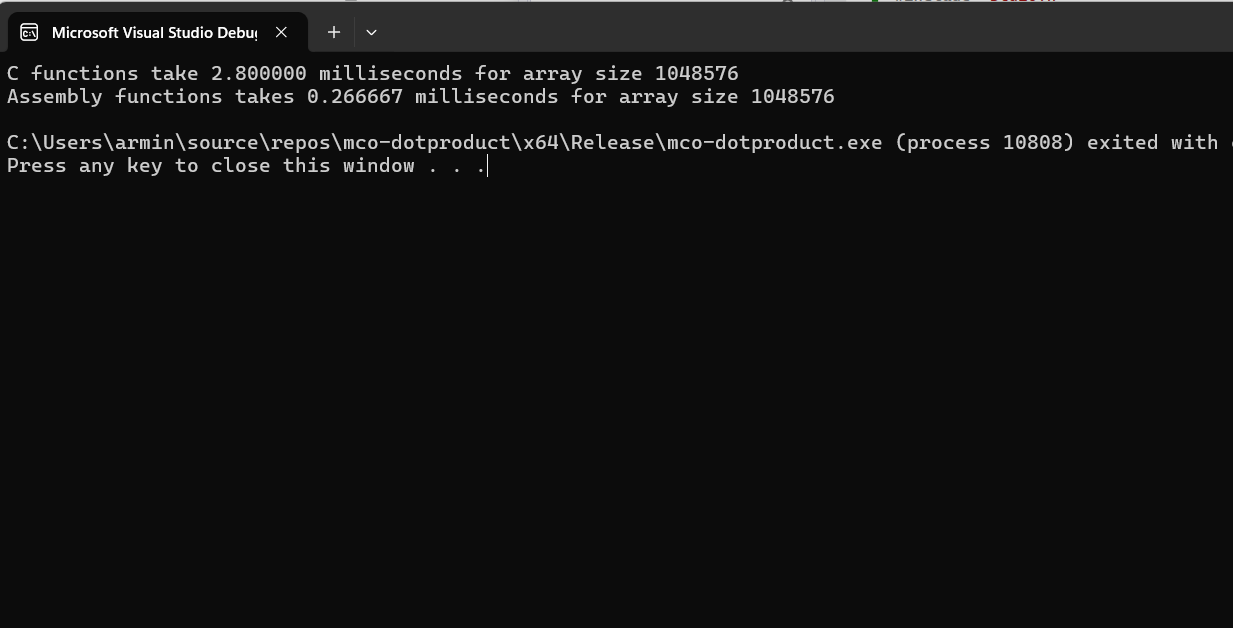 Microsoft Visual Studio Debu
C functions take 2.800000 milliseconds for array size 1048576
Assembly functions takes 0.266667 milliseconds for array size 1048576
C:\Users\armin\source\repos\mco-dotproduct\x64\Release\mco-dotproduct.exe (process 10808) exited with
Press any key to close this window . . .